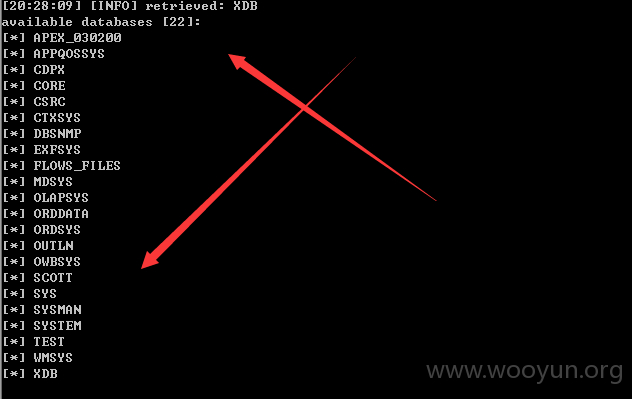 [20:28:09] [INFO] retrieved: XDB
available databases [22]:
[*] APEX_030200
[*] APPQOSSYS
[*] CDPX
[*] CORE
[*] CSRC
[*] CTXSYS
[*] DBSNMP
[*] EXFSYS
[*] FLOWS_FILES
[*] MDSYS
[*] OLAPSYS
[*] ORDDATA
[*] ORDSYS
[*] OUTLN
[*] OWBSYS
[*] SCOTT
[*] SYS
[*] SYSMAN
[*] SYSTEM
[*] TEST
[*] WMSYS
[*] XDB
www.wooyun.org